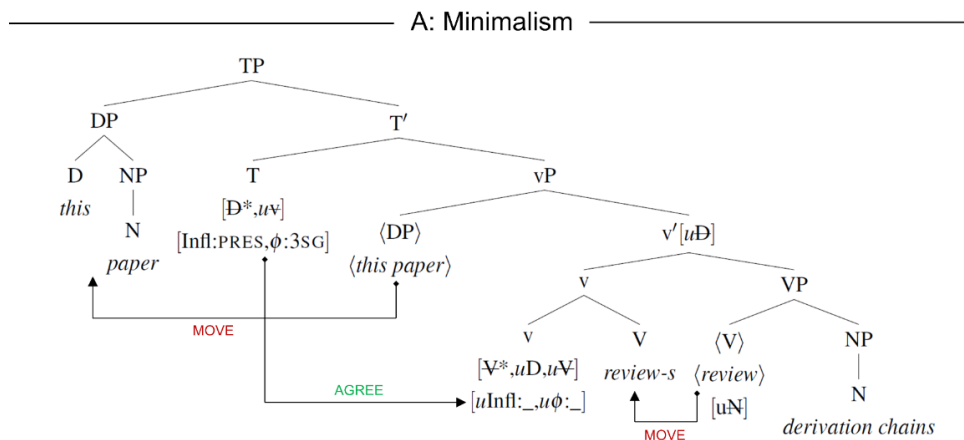 A: Minimalism
TP
DP T′
D NP T vP
this [D̶*,uv̶] ⟨DP⟩ v′[uD̶]
N [Infl:PRES,ϕ:3SG] ⟨this paper⟩
paper v VP
MOVE
v V ⟨V⟩ NP
AGREE [V̶*,uD,uV̶] review-s ⟨review⟩ N
[uInfl:_,uϕ:_] [uN̶] derivation chains
MOVE